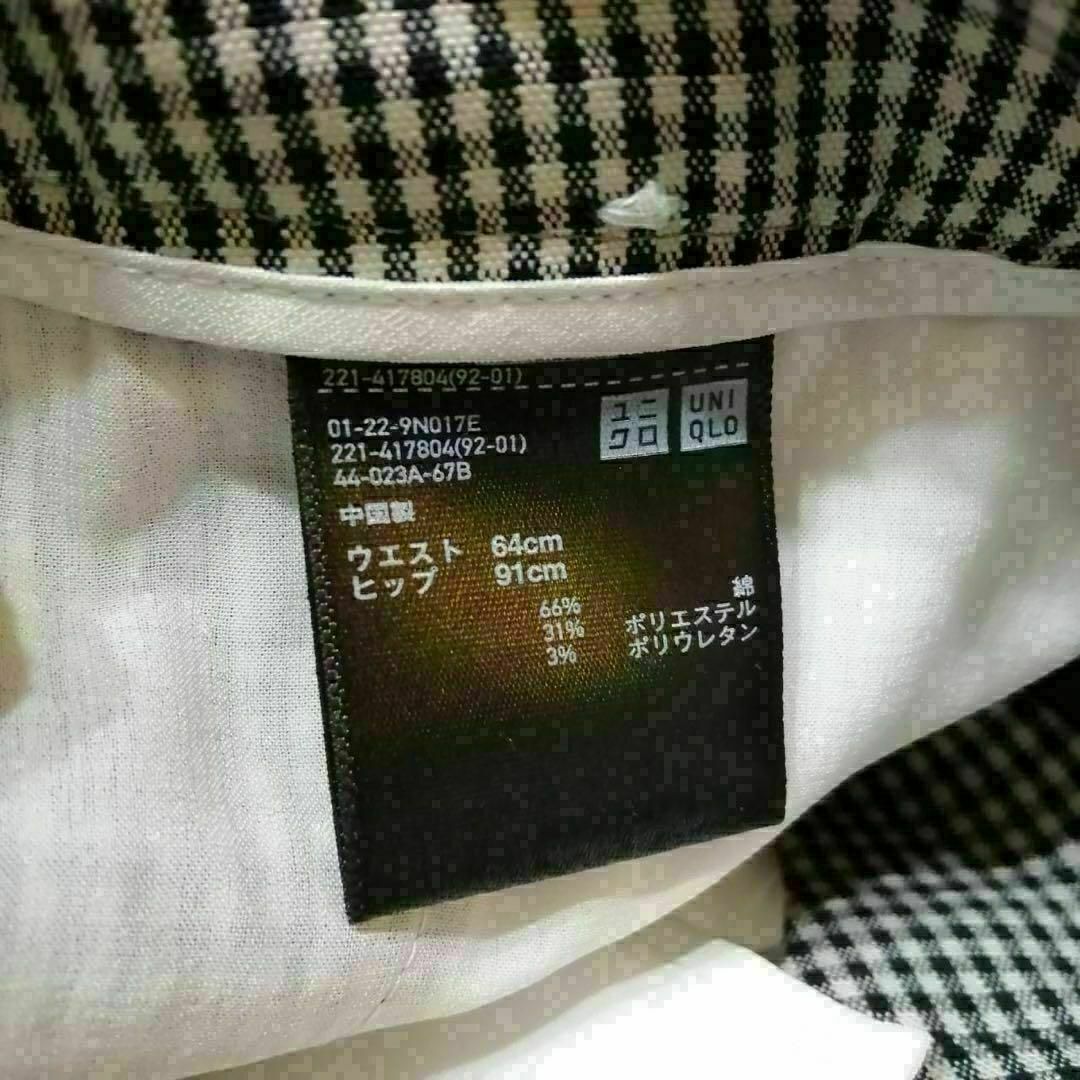 221-417804(92-01)
ユニ
クロ
UNI
QLO
01-22-9N017E
221-417804(92-01)
44-023A-67B
中国製
ウエスト 64cm
ヒップ 91cm
66% 綿
31% ポリエステル
3% ポリウレタン